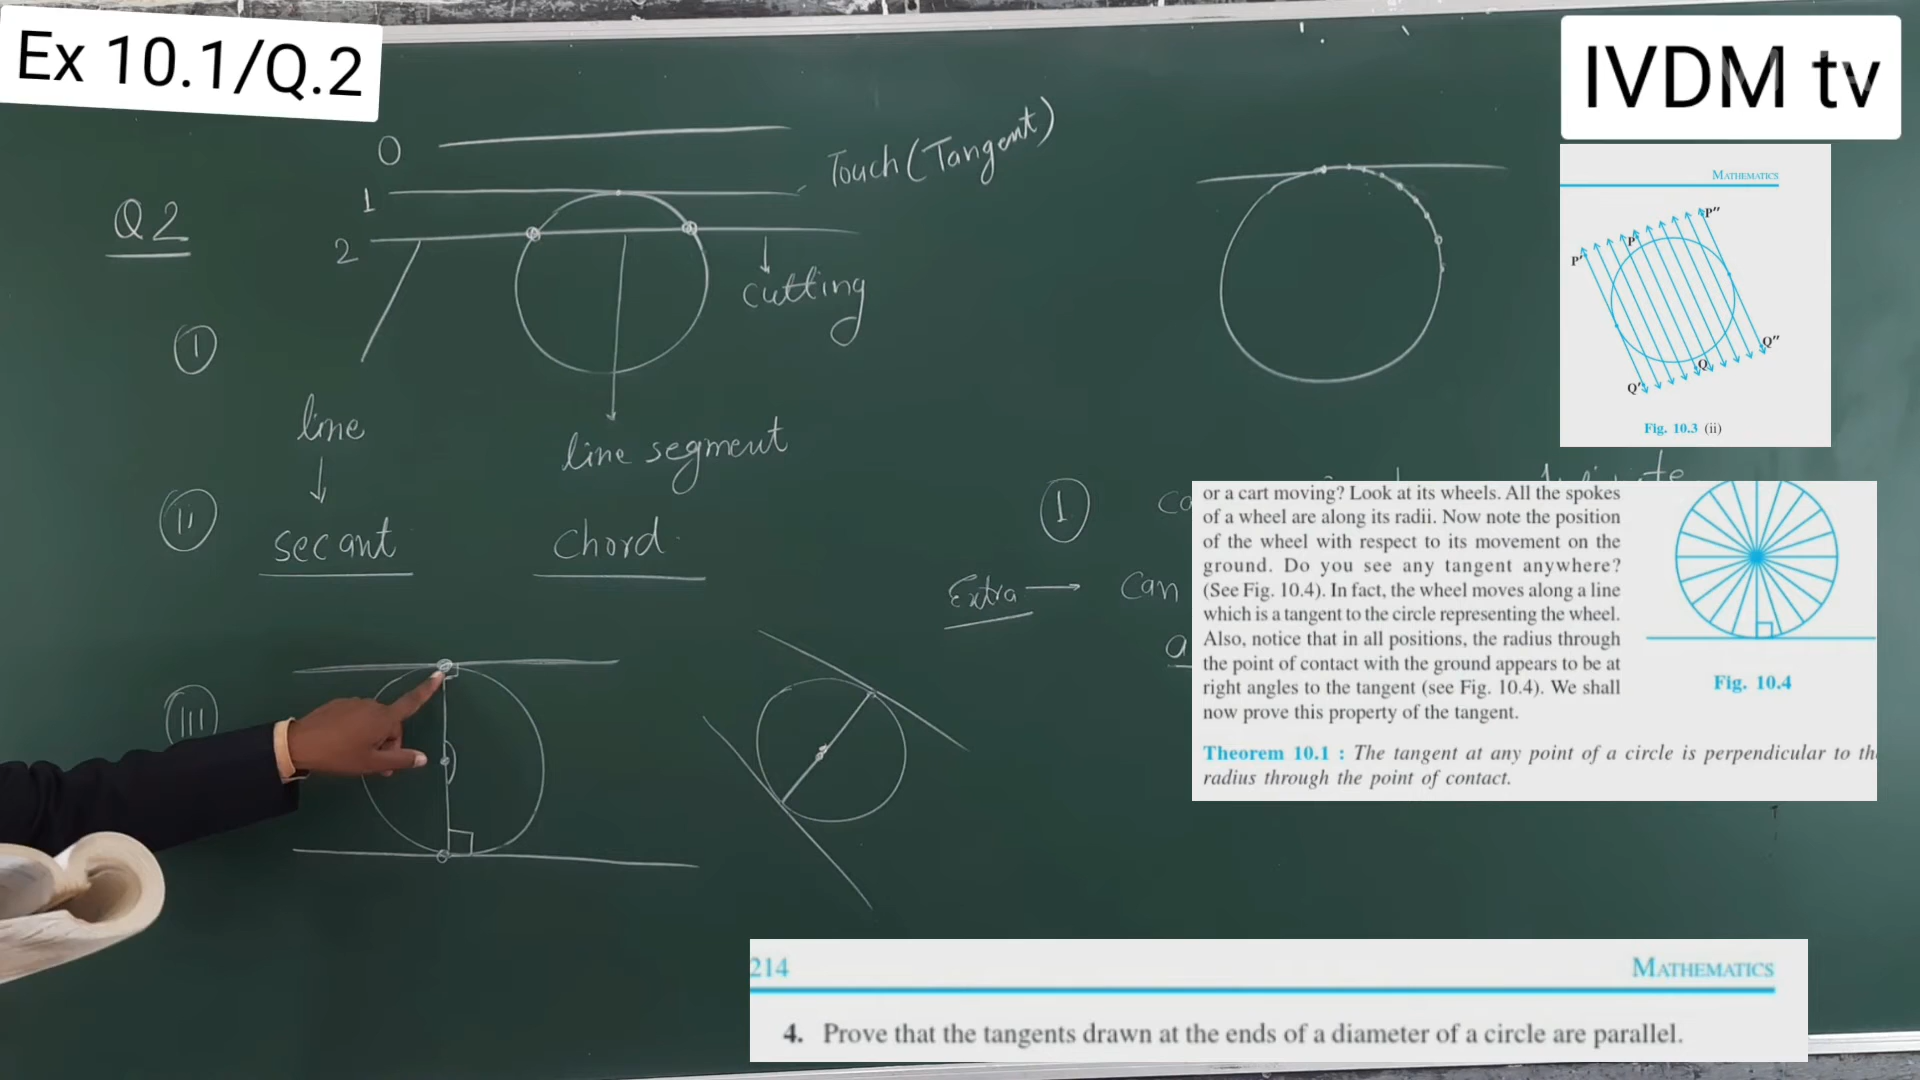 Ex 10.1/Q.2
IVDM tv
0
1
Touch (Tangent)
Q2
2
cutting
I
line
line segment
II
secant
chord
III
I
Extra → can
a
MATHEMATICS
P''
P
P'
Q''
Q
Q'
Fig. 10.3 (ii)
or a cart moving? Look at its wheels. All the spokes
of a wheel are along its radii. Now note the position
of the wheel with respect to its movement on the
ground. Do you see any tangent anywhere?
(See Fig. 10.4). In fact, the wheel moves along a line
which is a tangent to the circle representing the wheel.
Also, notice that in all positions, the radius through
the point of contact with the ground appears to be at
right angles to the tangent (see Fig. 10.4). We shall
now prove this property of the tangent.
Fig. 10.4
Theorem 10.1 : The tangent at any point of a circle is perpendicular to the
radius through the point of contact.
214
MATHEMATICS
4. Prove that the tangents drawn at the ends of a diameter of a circle are parallel.